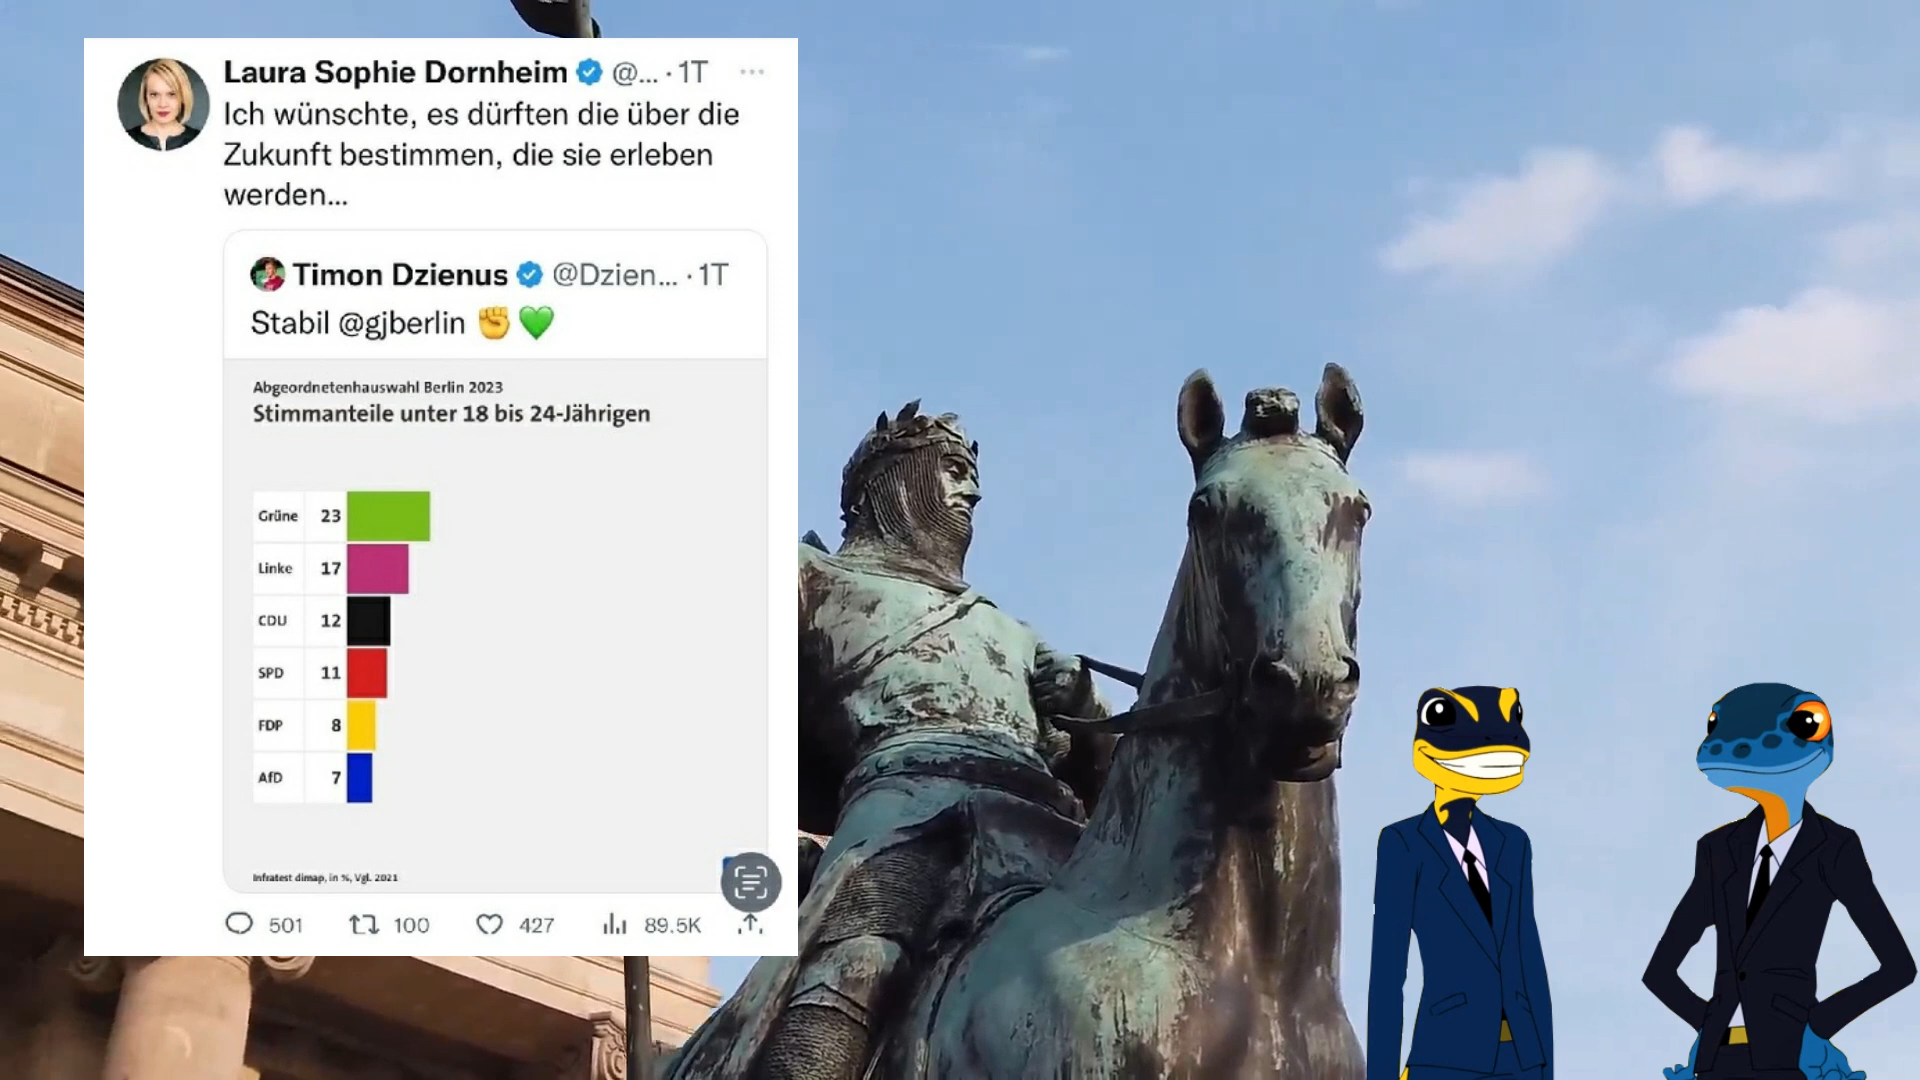 Laura Sophie Dornheim @... · 1T ...
Ich wünschte, es dürften die über die
Zukunft bestimmen, die sie erleben
werden...
Timon Dzienus @Dzien... · 1T
Stabil @gjberlin ✊💚
Abgeordnetenhauswahl Berlin 2023
Stimmanteile unter 18 bis 24-Jährigen
Grüne 23
Linke 17
CDU 12
SPD 11
FDP 8
AfD 7
Infratest dimap, in %, Vgl. 2021
501 100 427 89.5K